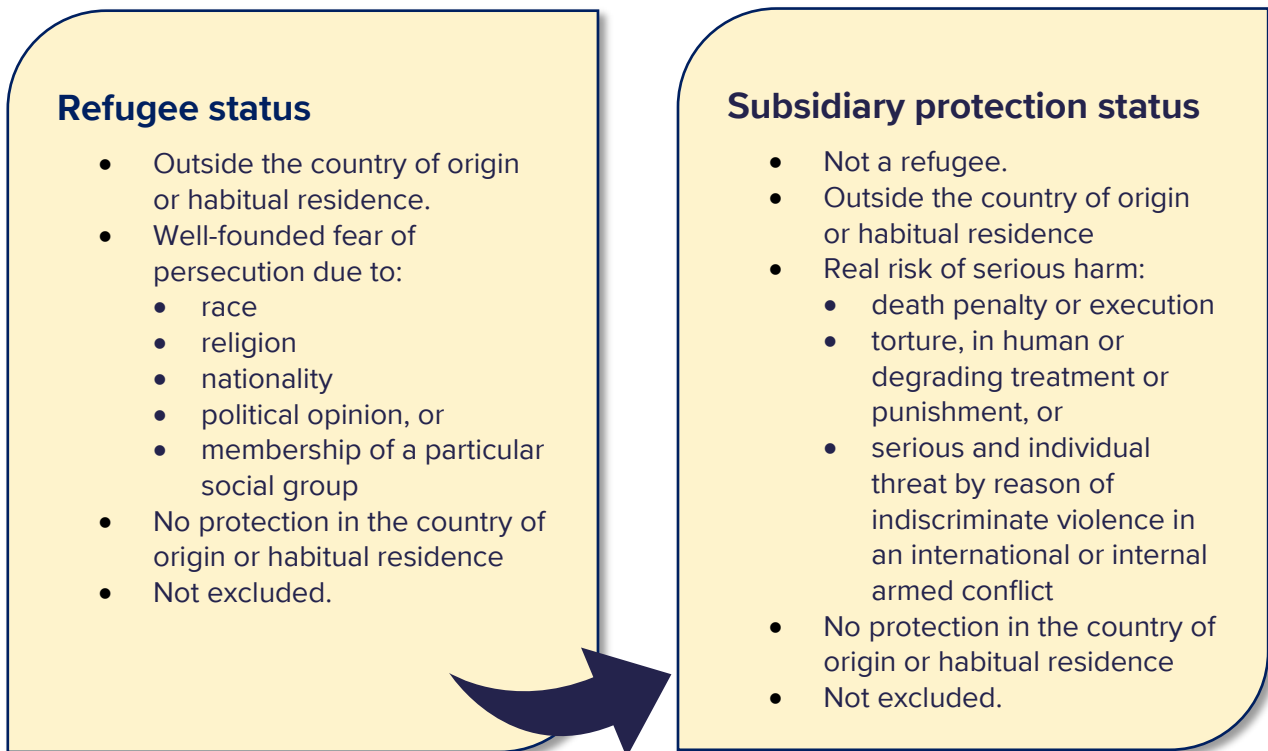 Refugee status
• Outside the country of origin
or habitual residence.
• Well-founded fear of
persecution due to:
• race
• religion
• nationality
• political opinion, or
• membership of a particular
social group
• No protection in the country of
origin or habitual residence
• Not excluded.
Subsidiary protection status
• Not a refugee.
• Outside the country of origin
or habitual residence
• Real risk of serious harm:
• death penalty or execution
• torture, in human or
degrading treatment or
punishment, or
• serious and individual
threat by reason of
indiscriminate violence in
an international or internal
armed conflict
• No protection in the country of
origin or habitual residence
• Not excluded.